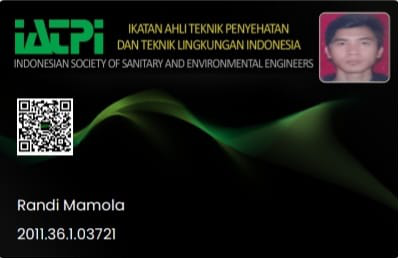 IATPI
IKATAN AHLI TEKNIK PENYEHATAN
DAN TEKNIK LINGKUNGAN INDONESIA
INDONESIAN SOCIETY OF SANITARY AND ENVIRONMENTAL ENGINEERS
Randi Mamola
2011.36.1.03721